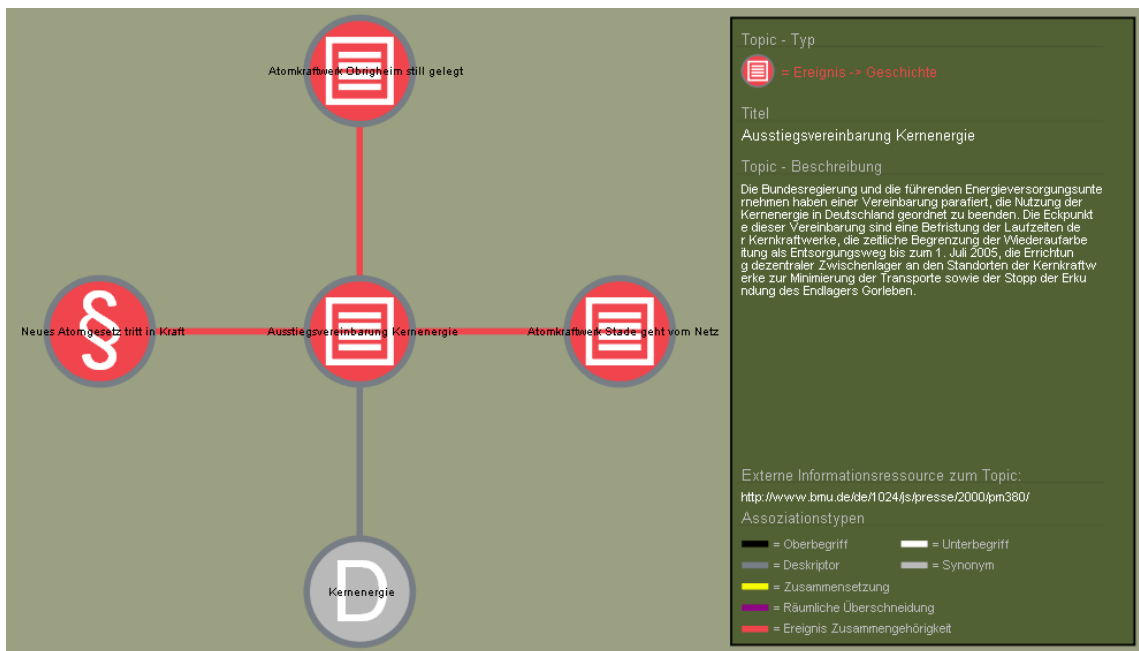 Atomkraftwerk Obrigheim still gelegt
Neues Atomgesetz tritt in Kraft
§
Ausstiegsvereinbarung Kernenergie
Atomkraftwerk Stade geht vom Netz
D
Kernenergie
Topic - Typ
= Ereignis -> Geschichte
Titel
Ausstiegsvereinbarung Kernenergie
Topic - Beschreibung
Die Bundesregierung und die führenden Energieversorgungsunte
rnehmen haben einer Vereinbarung parafiert, die Nutzung der
Kernenergie in Deutschland geordnet zu beenden. Die Eckpunkt
e dieser Vereinbarung sind eine Befristung der Laufzeiten de
r Kernkraftwerke, die zeitliche Begrenzung der Wiederaufarbe
itung als Entsorgungsweg bis zum 1. Juli 2005, die Errichtun
g dezentraler Zwischenlager an den Standorten der Kernkraftw
erke zur Minimierung der Transporte sowie der Stopp der Erku
ndung des Endlagers Gorleben.
Externe Informationsressource zum Topic:
http://www.bmu.de/de/1024/js/presse/2000/pm380/
Assoziationstypen
= Oberbegriff
= Unterbegriff
= Deskriptor
= Synonym
= Zusammensetzung
= Räumliche Überschneidung
= Ereignis Zusammengehörigkeit